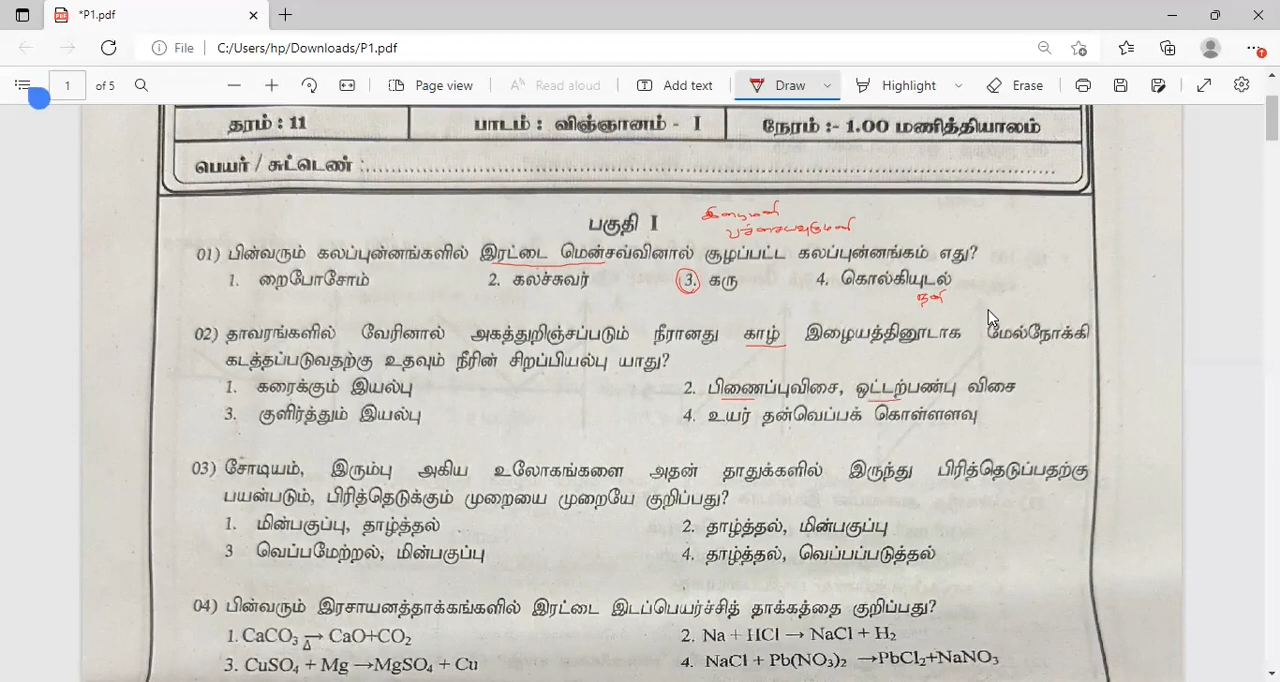 *P1.pdf
File C:/Users/hp/Downloads/P1.pdf
1 of 5 Page view Read aloud Add text Draw Highlight Erase
தரம் : 11 பாடம் : விஞ்ஞானம் - I நேரம் :- 1.00 மணித்தியாலம்
பெயர் / சுட்டெண் :
பகுதி I
இழைமணி
பச்சையவுருமணி
01) பின்வரும் கலப்புன்னங்களில் இரட்டை மென்சவ்வினால் சூழப்பட்ட கலப்புன்னங்கம் எது?
1. றைபோசோம் 2. கலச்சுவர் 3. கரு 4. கொல்கியுடல்
தனி
02) தாவரங்களில் வேரினால் அகத்துறிஞ்சப்படும் நீரானது காழ் இழையத்தினூடாக மேல்நோக்கி
கடத்தப்படுவதற்கு உதவும் நீரின் சிறப்பியல்பு யாது?
1. கரைக்கும் இயல்பு 2. பிணைப்புவிசை, ஒட்டற்பண்பு விசை
3. குளிர்த்தும் இயல்பு 4. உயர் தன்வெப்பக் கொள்ளளவு
03) சோடியம், இரும்பு அகிய உலோகங்களை அதன் தாதுக்களில் இருந்து பிரித்தெடுப்பதற்கு
பயன்படும், பிரித்தெடுக்கும் முறையை முறையே குறிப்பது?
1. மின்பகுப்பு, தாழ்த்தல் 2. தாழ்த்தல், மின்பகுப்பு
3 வெப்பமேற்றல், மின்பகுப்பு 4. தாழ்த்தல், வெப்பப்படுத்தல்
04) பின்வரும் இரசாயனத்தாக்கங்களில் இரட்டை இடப்பெயர்ச்சித் தாக்கத்தை குறிப்பது?
1. CaCO₃ →Δ CaO+CO₂ 2. Na + HCl → NaCl + H₂
3. CuSO₄ + Mg →MgSO₄ + Cu 4. NaCl + Pb(NO₃)₂ →PbCl₂+NaNO₃